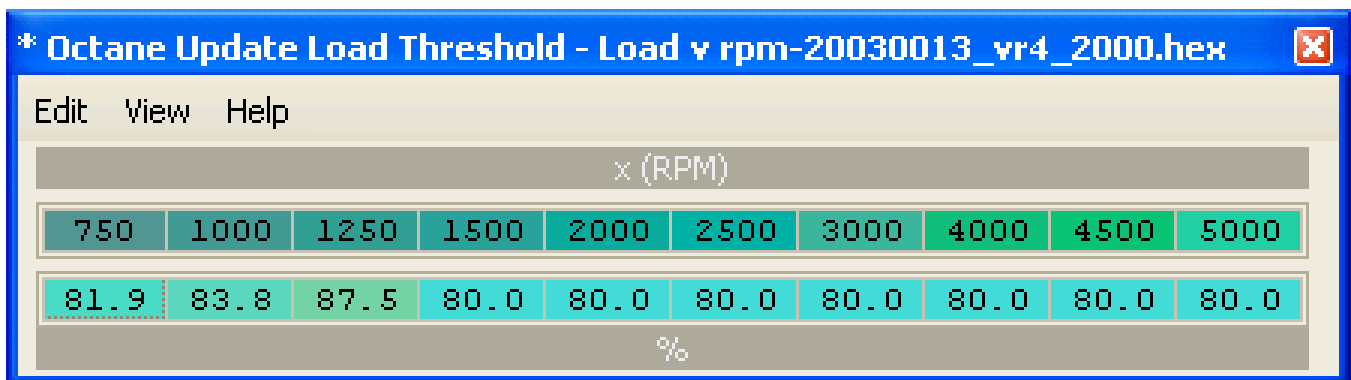 * Octane Update Load Threshold - Load v rpm-20030013_vr4_2000.hex
Edit View Help
x (RPM)
750 1000 1250 1500 2000 2500 3000 4000 4500 5000
81.9 83.8 87.5 80.0 80.0 80.0 80.0 80.0 80.0 80.0
%